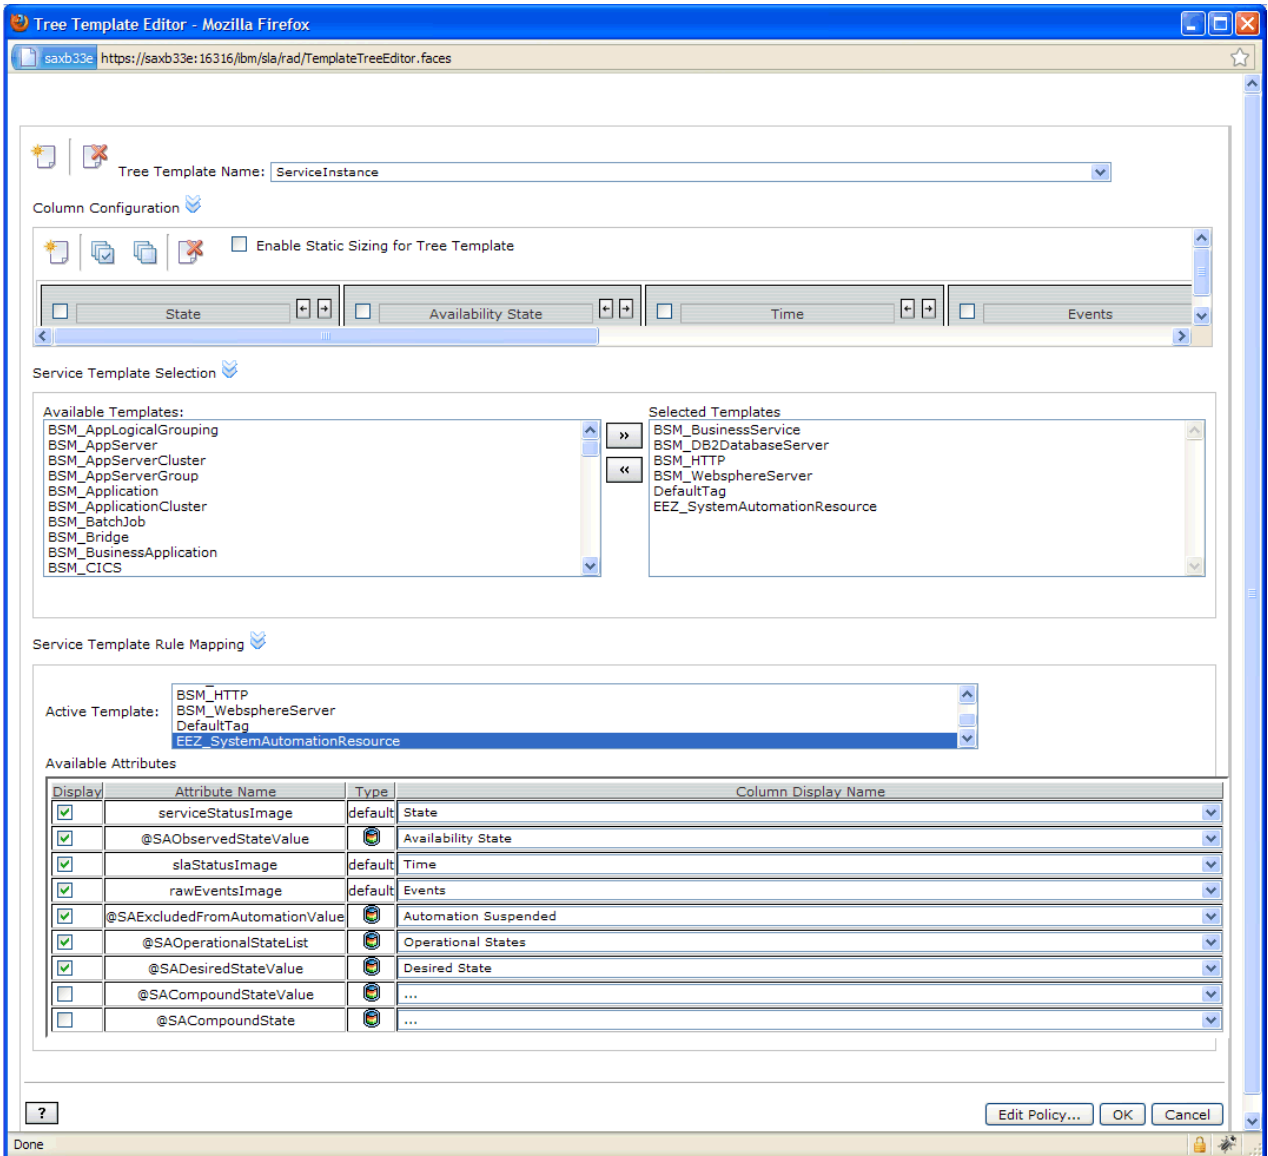 Tree Template Editor - Mozilla Firefox
saxb33e https://saxb33e:16316/ibm/sla/rad/TemplateTreeEditor.faces
Tree Template Name: ServiceInstance
Column Configuration
Enable Static Sizing for Tree Template
State Availability State Time Events
Service Template Selection
Available Templates: Selected Templates
BSM_AppLogicalGrouping BSM_BusinessService
BSM_AppServer BSM_DB2DatabaseServer
BSM_AppServerCluster BSM_HTTP
BSM_AppServerGroup BSM_WebsphereServer
BSM_Application DefaultTag
BSM_ApplicationCluster EEZ_SystemAutomationResource
BSM_BatchJob
BSM_Bridge
BSM_BusinessApplication
BSM_CICS
»
«
Service Template Rule Mapping
BSM_HTTP
Active Template: BSM_WebsphereServer
DefaultTag
EEZ_SystemAutomationResource
Available Attributes
Display Attribute Name Type Column Display Name
serviceStatusImage default State
@SAObservedStateValue Availability State
slaStatusImage default Time
rawEventsImage default Events
@SAExcludedFromAutomationValue Automation Suspended
@SAOperationalStateList Operational States
@SADesiredStateValue Desired State
@SACompoundStateValue ...
@SACompoundState ...
? Edit Policy... OK Cancel
Done